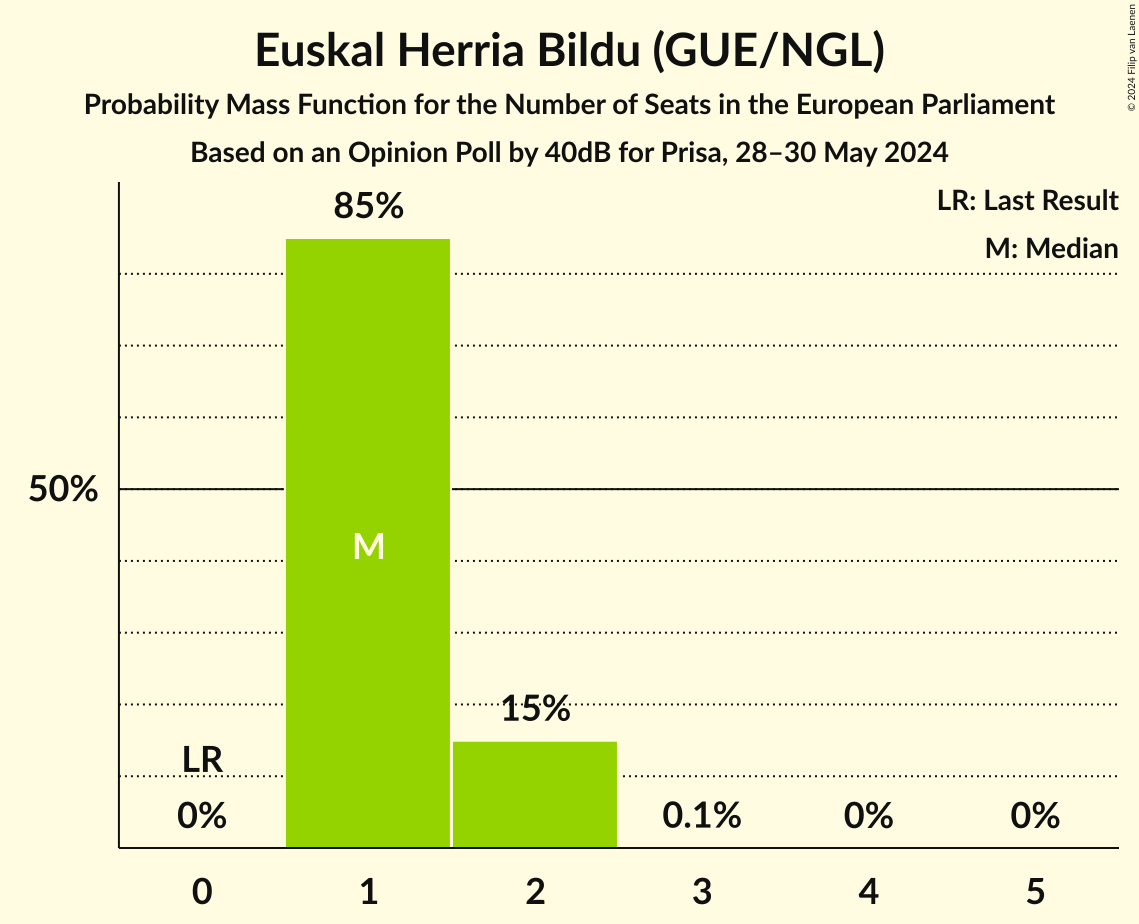 Euskal Herria Bildu (GUE/NGL)
Probability Mass Function for the Number of Seats in the European Parliament
Based on an Opinion Poll by 40dB for Prisa, 28–30 May 2024
© 2024 Filip van Laenen
LR: Last Result
M: Median
85%
50%
M
15%
LR
0%
0.1%
0%
0%
0
1
2
3
4
5